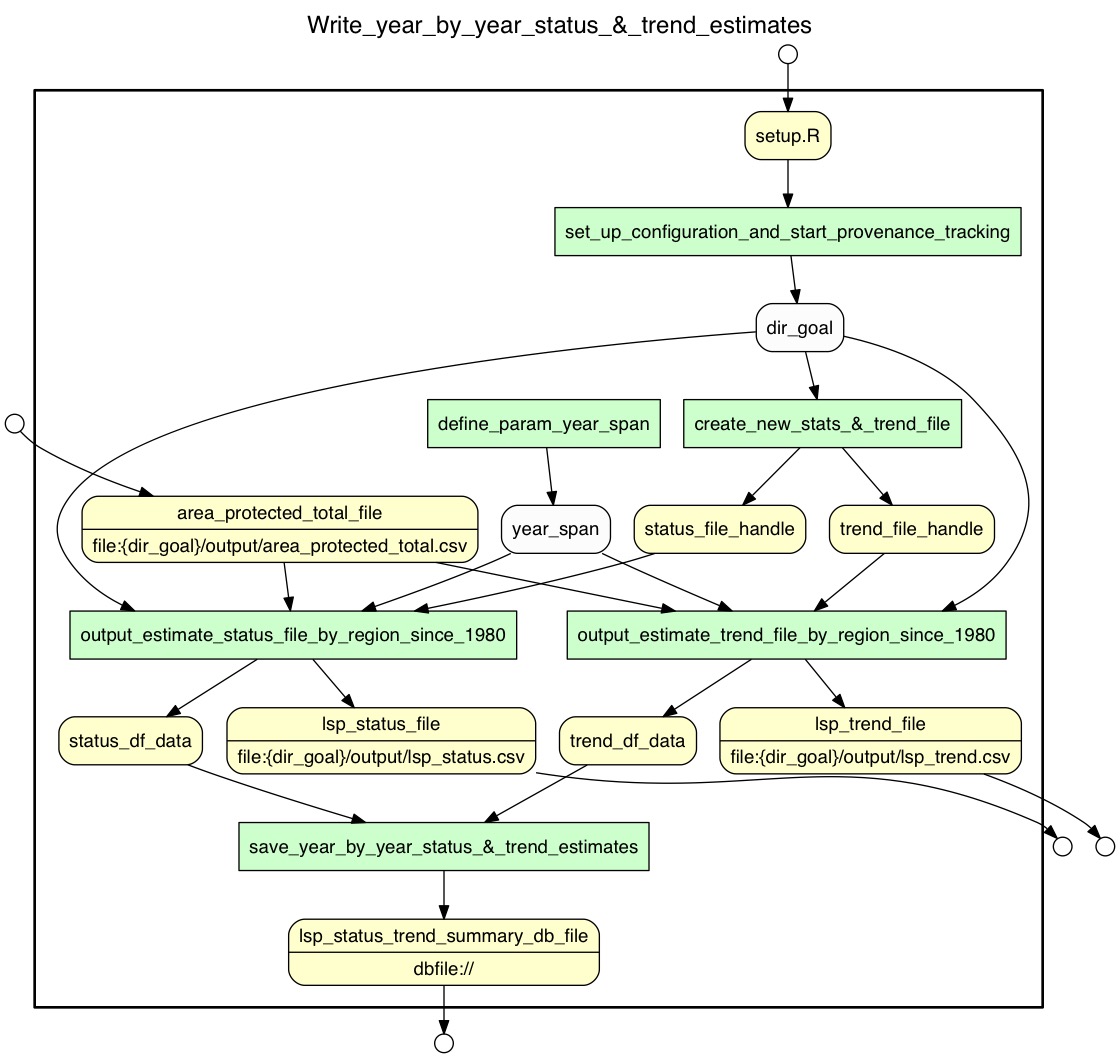 Write_year_by_year_status_&_trend_estimates
setup.R
set_up_configuration_and_start_provenance_tracking
dir_goal
define_param_year_span
create_new_stats_&_trend_file
area_protected_total_file
file:{dir_goal}/output/area_protected_total.csv
year_span
status_file_handle
trend_file_handle
output_estimate_status_file_by_region_since_1980
output_estimate_trend_file_by_region_since_1980
status_df_data
lsp_status_file
file:{dir_goal}/output/lsp_status.csv
trend_df_data
lsp_trend_file
file:{dir_goal}/output/lsp_trend.csv
save_year_by_year_status_&_trend_estimates
lsp_status_trend_summary_db_file
dbfile://